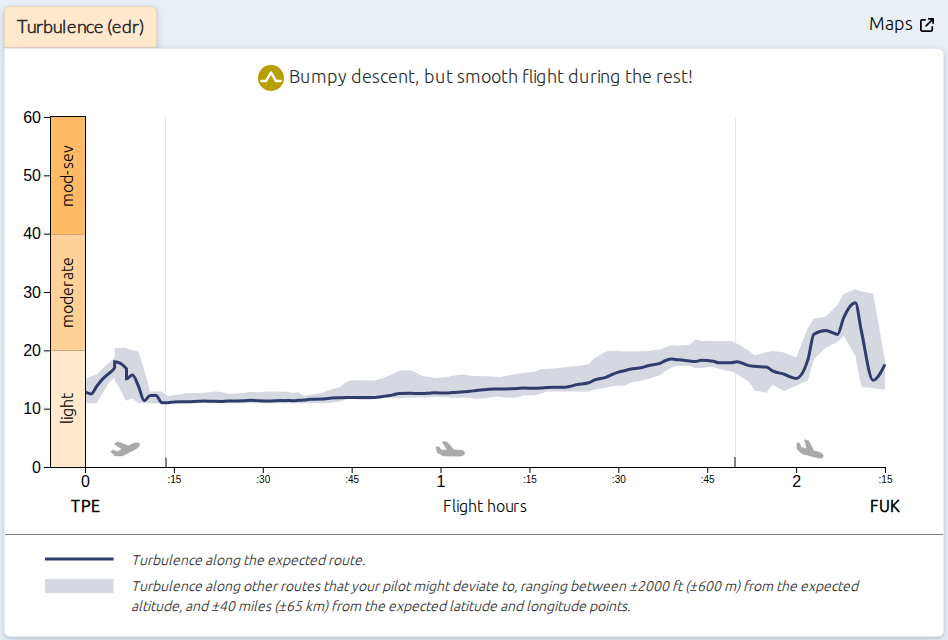 Turbulence (edr)
Maps
Bumpy descent, but smooth flight during the rest!
60
50
40
30
20
10
0
mod-sev
moderate
light
0 :15 :30 :45 1 :15 :30 :45 2 :15
TPE Flight hours FUK
Turbulence along the expected route.
Turbulence along other routes that your pilot might deviate to, ranging between ±2000 ft (±600 m) from the expected
altitude, and ±40 miles (±65 km) from the expected latitude and longitude points.